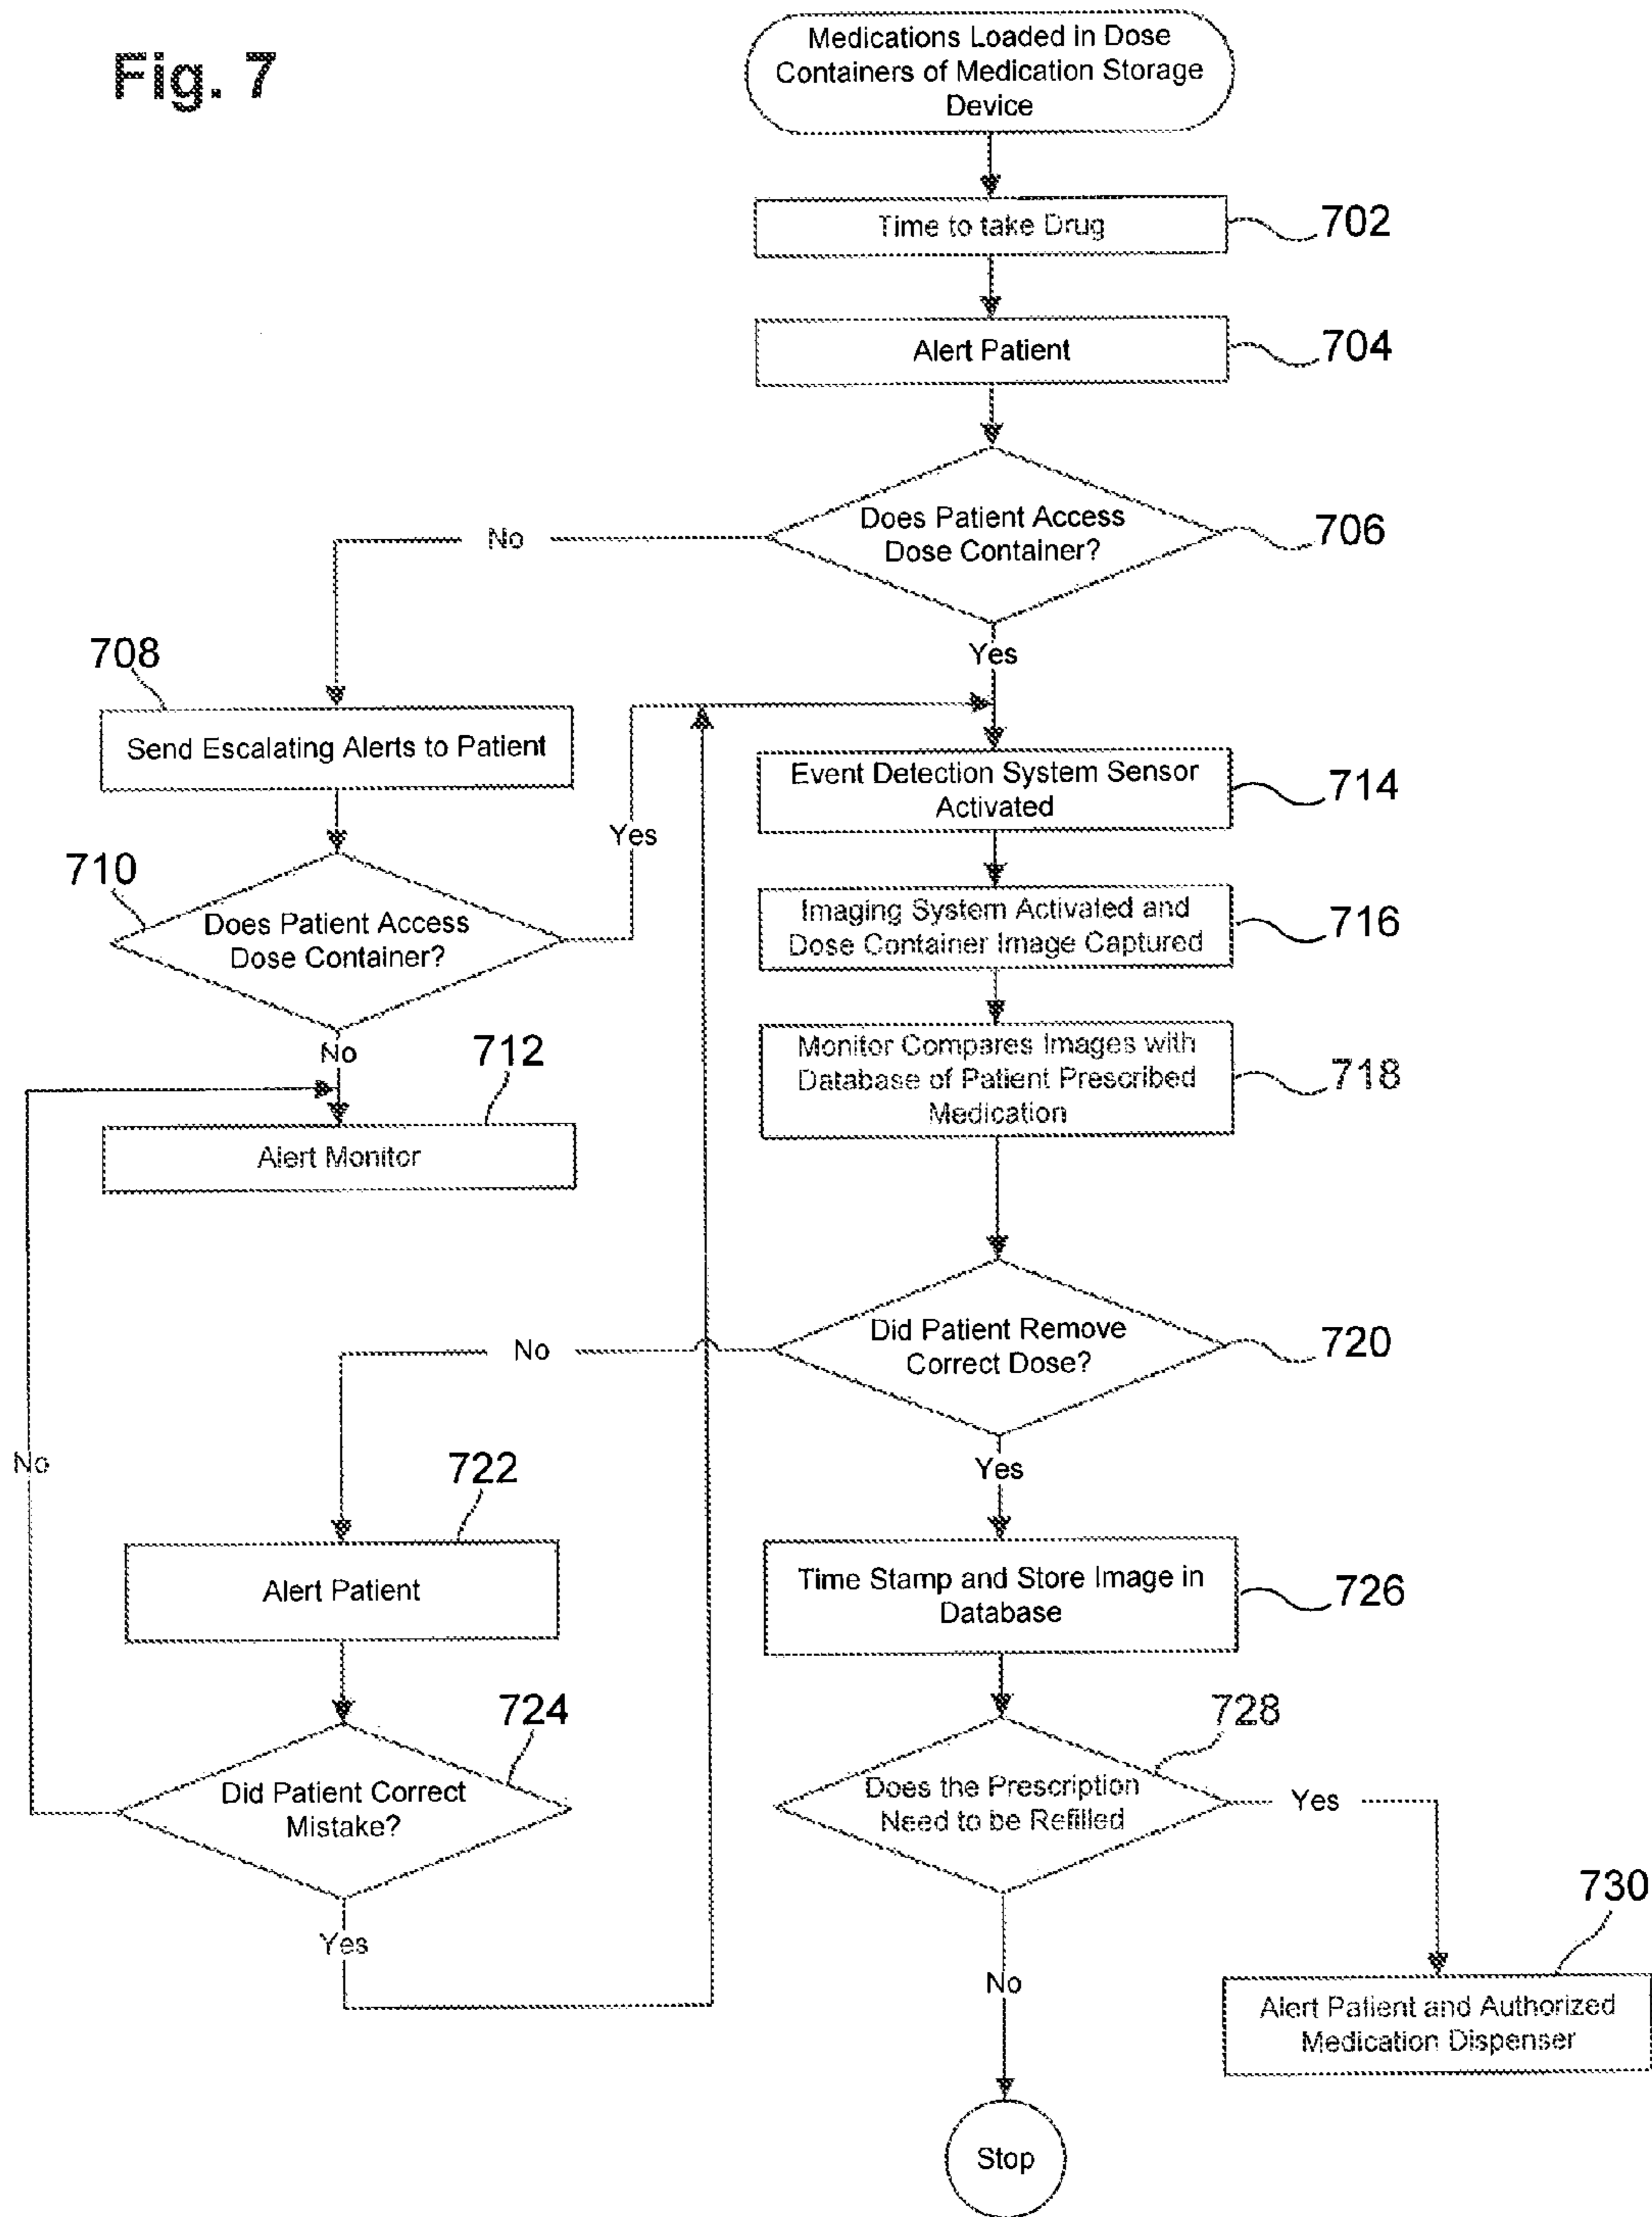 Fig. 7
Medications Loaded in Dose
Containers of Medication Storage
Device
Time to take Drug
702
Alert Patient
704
Does Patient Access
Dose Container?
706
No
Yes
708
Send Escalating Alerts to Patient
710
Does Patient Access
Dose Container?
Yes
No
712
Alert Monitor
Event Detection System Sensor
Activated
714
Imaging System Activated and
Dose Container Image Captured
716
Monitor Compares Images with
Database of Patient Prescribed
Medication
718
Did Patient Remove
Correct Dose?
720
No
Yes
722
Alert Patient
724
Did Patient Correct
Mistake?
No
Yes
Time Stamp and Store Image in
Database
726
728
Does the Prescription
Need to be Refilled
Yes
No
730
Alert Patient and Authorized
Medication Dispenser
Stop